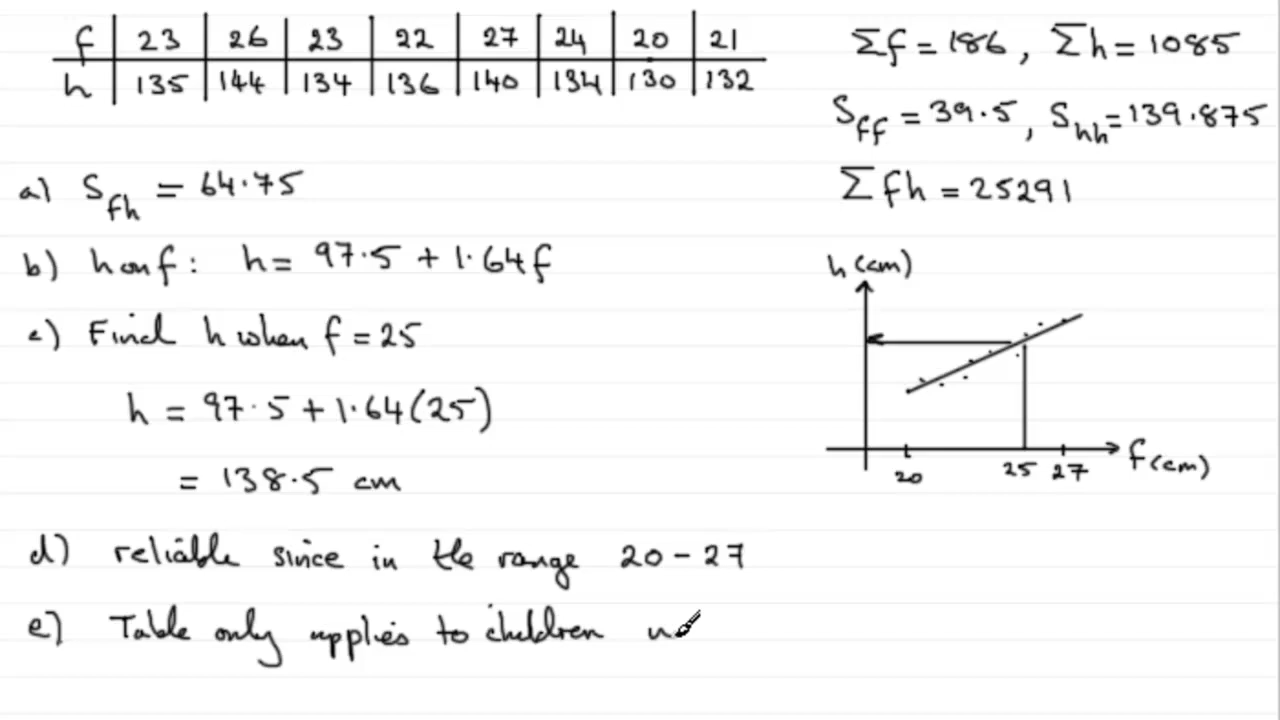 f 23 26 23 22 27 24 20 21
h 135 144 134 136 140 134 130 132
Σf = 186, Σh = 1085
S_ff = 39.5, S_hh = 139.875
Σfh = 25291
a) S_fh = 64.75
b) h on f: h = 97.5 + 1.64f
c) Find h when f = 25
h = 97.5 + 1.64(25)
= 138.5 cm
h (cm)
20 25 27 f (cm)
d) reliable since in the range 20 - 27
e) Table only applies to children